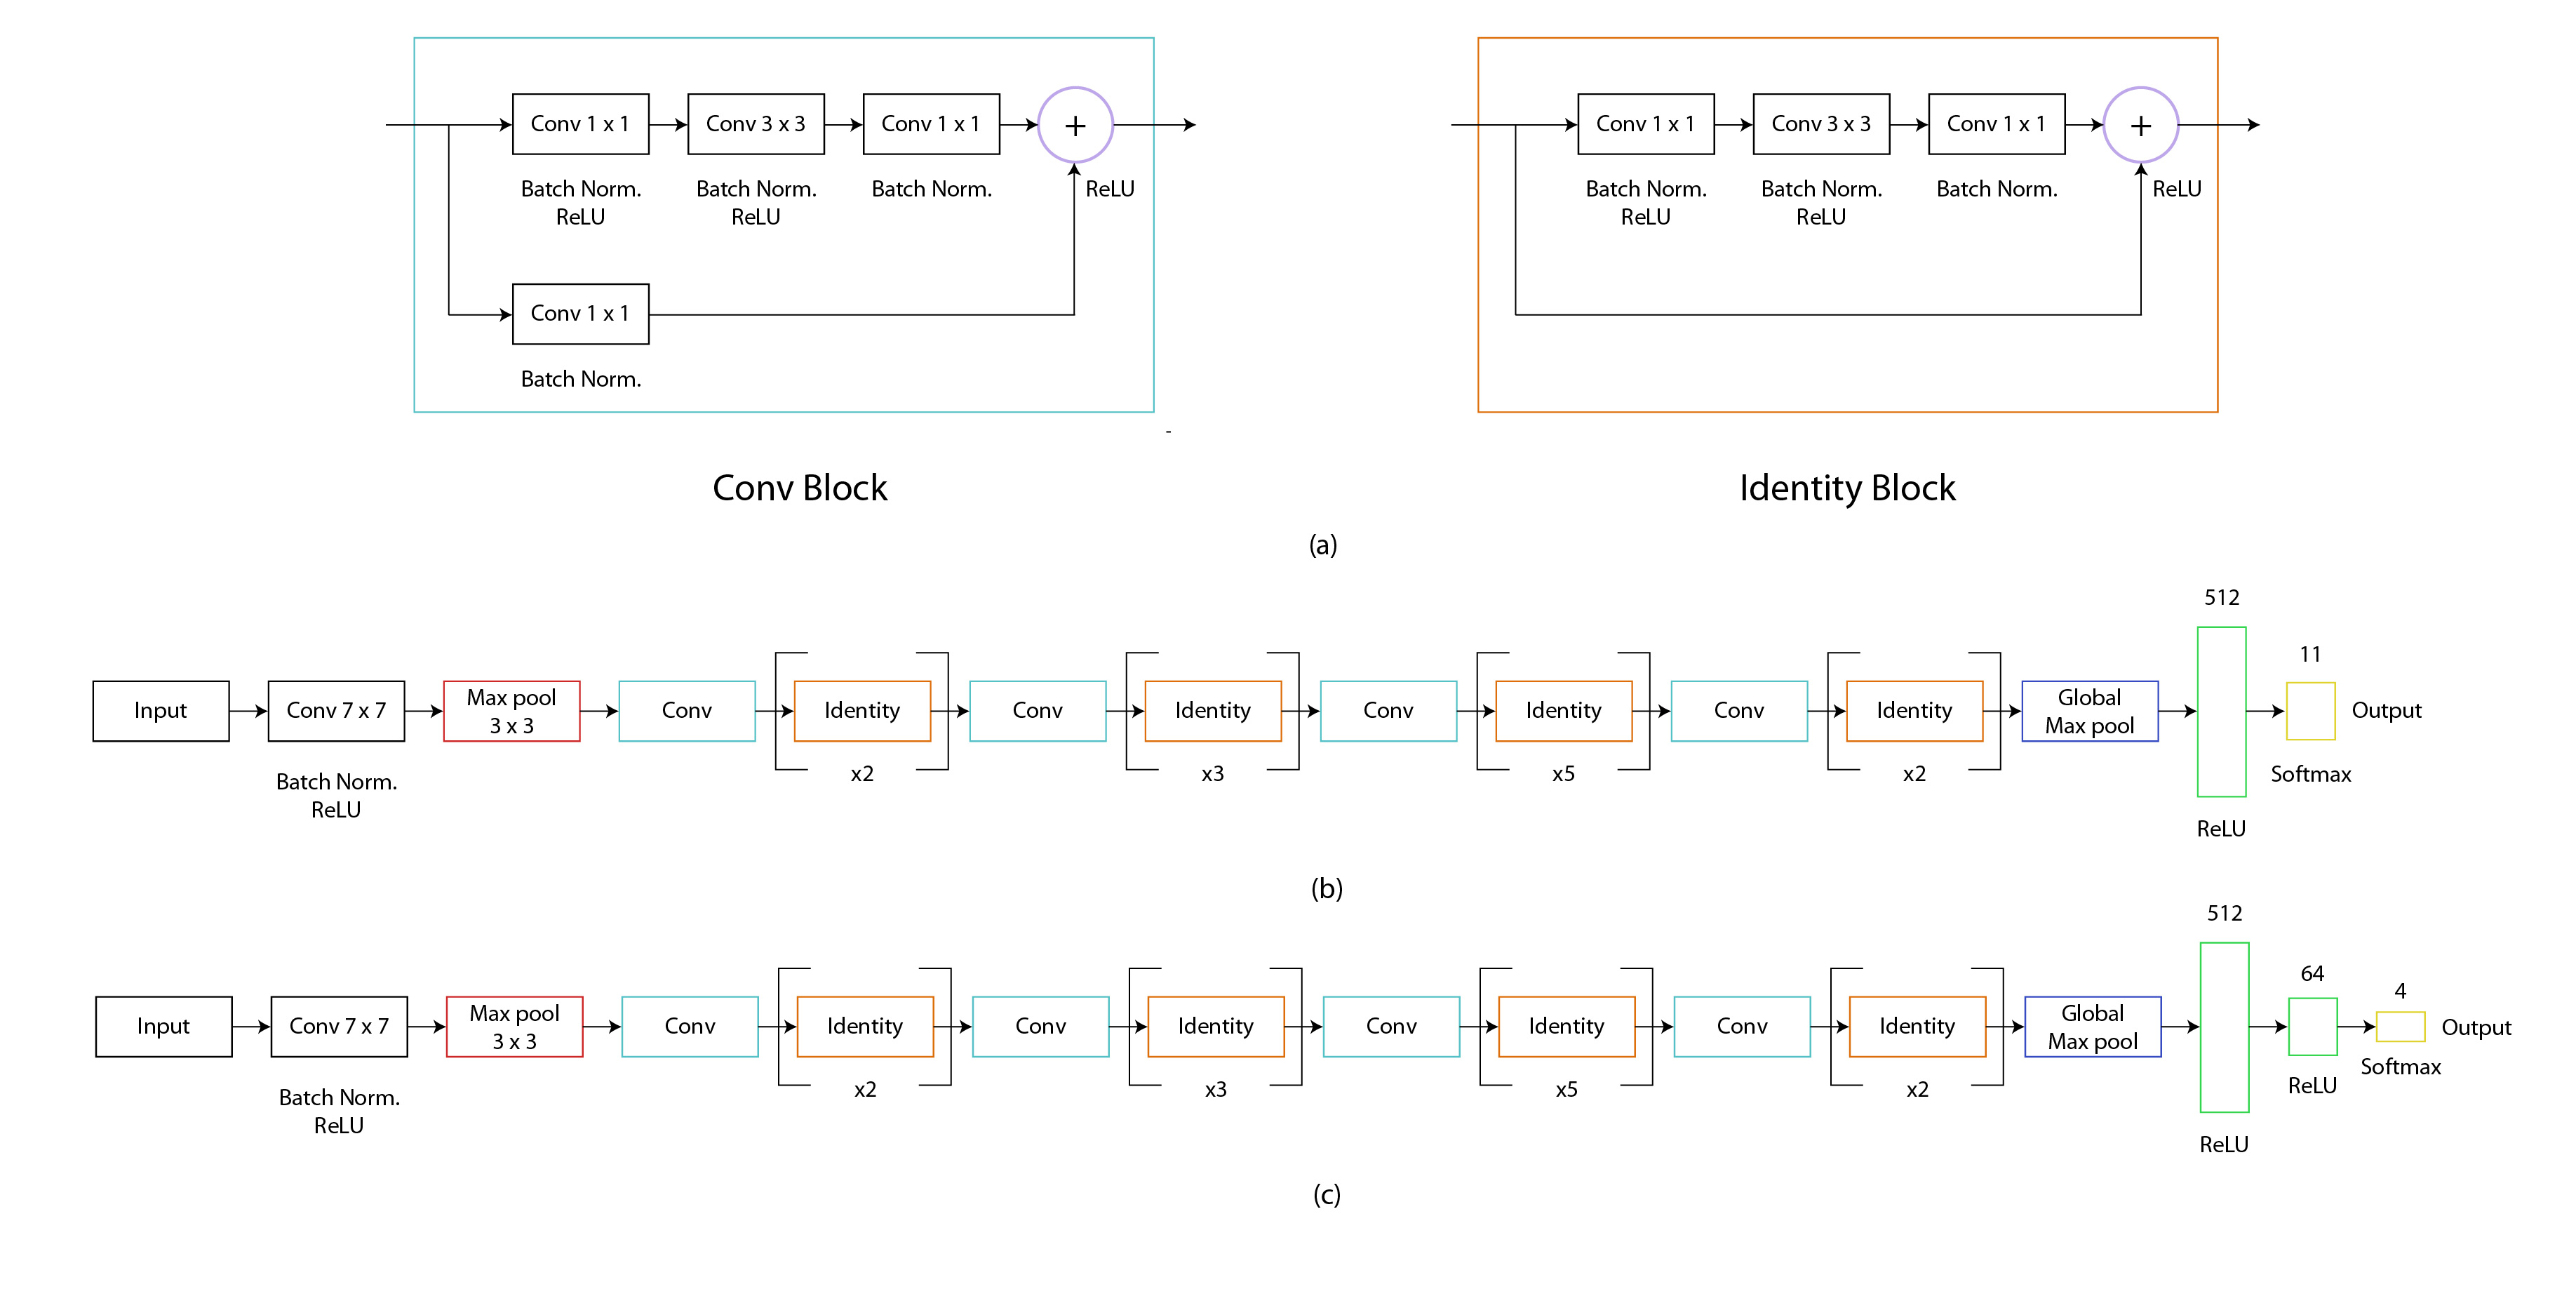 Conv 1 x 1
Conv 3 x 3
Conv 1 x 1
+
Batch Norm.
ReLU
Batch Norm.
ReLU
Batch Norm.
ReLU
Conv 1 x 1
Batch Norm.
-
Conv Block
Conv 1 x 1
Conv 3 x 3
Conv 1 x 1
+
Batch Norm.
ReLU
Batch Norm.
ReLU
Batch Norm.
ReLU
Identity Block
(a)
Input
Conv 7 x 7
Batch Norm.
ReLU
Max pool
3 x 3
Conv
Identity
x2
Conv
Identity
x3
Conv
Identity
x5
Conv
Identity
x2
Global
Max pool
512
ReLU
11
Softmax
Output
(b)
Input
Conv 7 x 7
Batch Norm.
ReLU
Max pool
3 x 3
Conv
Identity
x2
Conv
Identity
x3
Conv
Identity
x5
Conv
Identity
x2
Global
Max pool
512
ReLU
64
ReLU
4
Softmax
Output
(c)